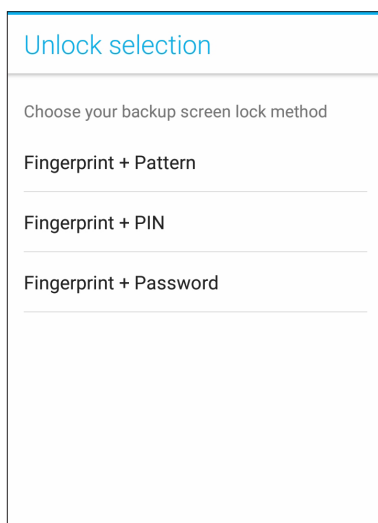 Unlock selection
Choose your backup screen lock method
Fingerprint + Pattern
Fingerprint + PIN
Fingerprint + Password